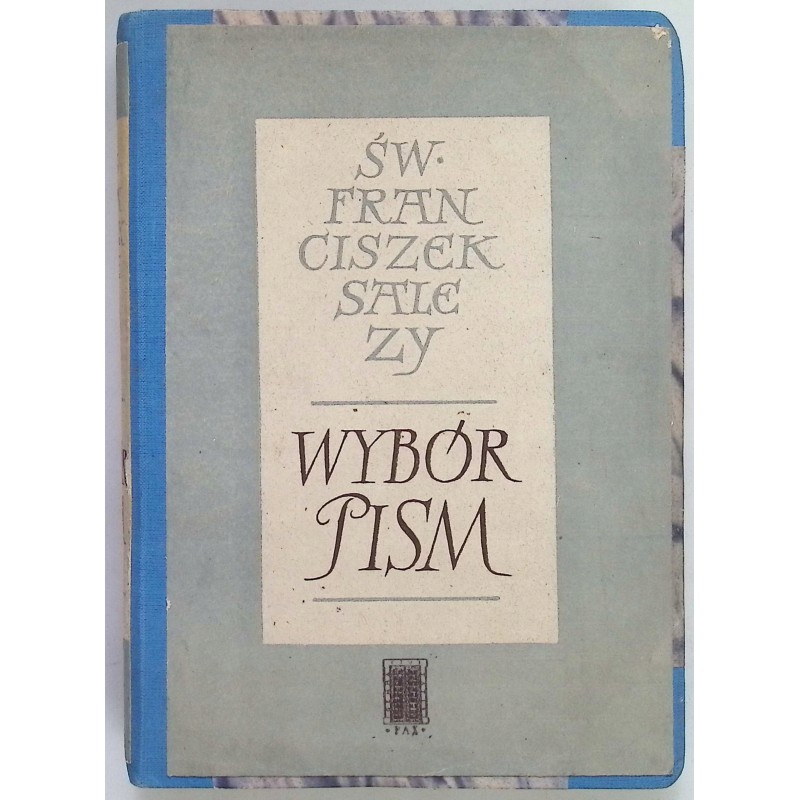 ŚW.
FRAN
CISZEK
SALE
ZY
WYBÓR
PISM
• PAX •